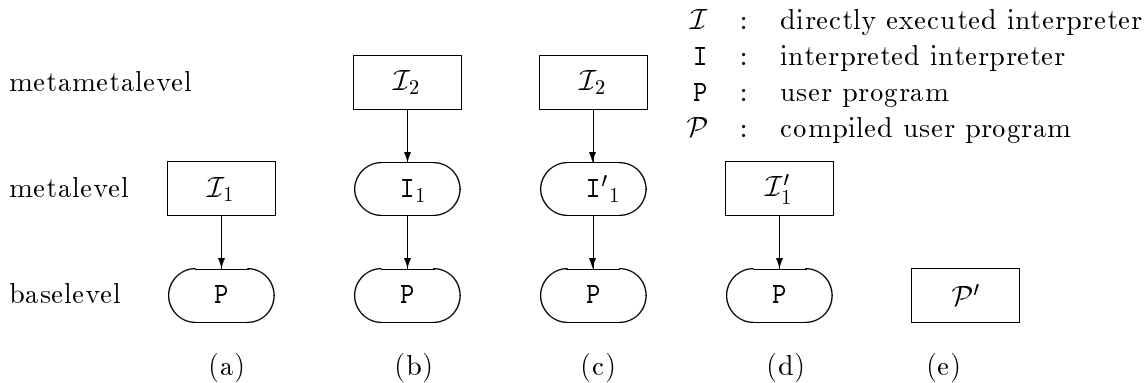 ℐ : directly executed interpreter
I : interpreted interpreter
P : user program
𝒫 : compiled user program
metametalevel ℐ₂ ℐ₂
metalevel ℐ₁ I₁ I′₁ ℐ′₁
baselevel P P P P 𝒫′
(a) (b) (c) (d) (e)